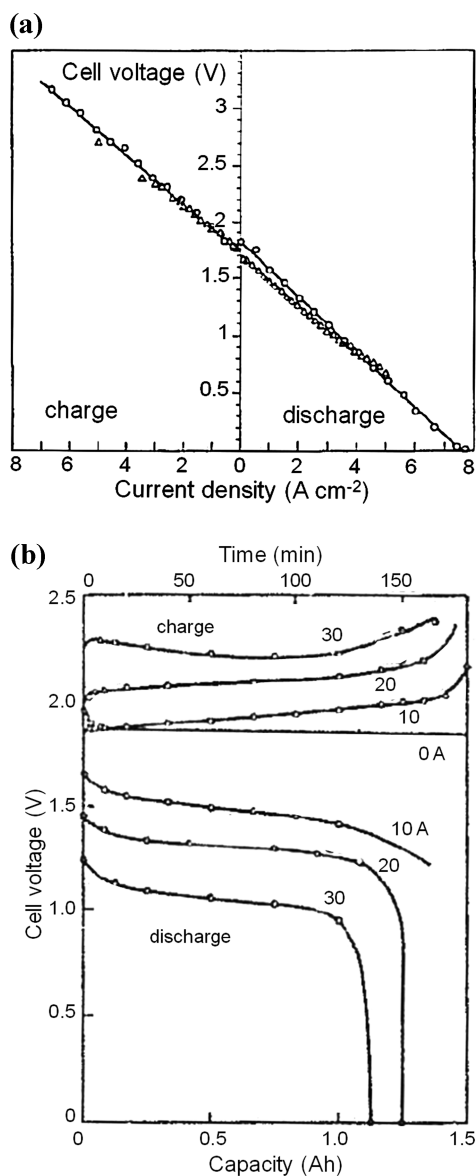 (a)
Cell voltage (V)
3
2.5
2
1.5
1
0.5
charge
discharge
8 6 4 2 0 2 4 6 8
Current density (A cm-2)
(b)
Time (min)
0 50 100 150
2.5
charge
30
20
2.0
10
0 A
Cell voltage (V)
1.5
10 A
20
30
1.0
discharge
0.5
0
0 0.5 1.0 1.5
Capacity (Ah)